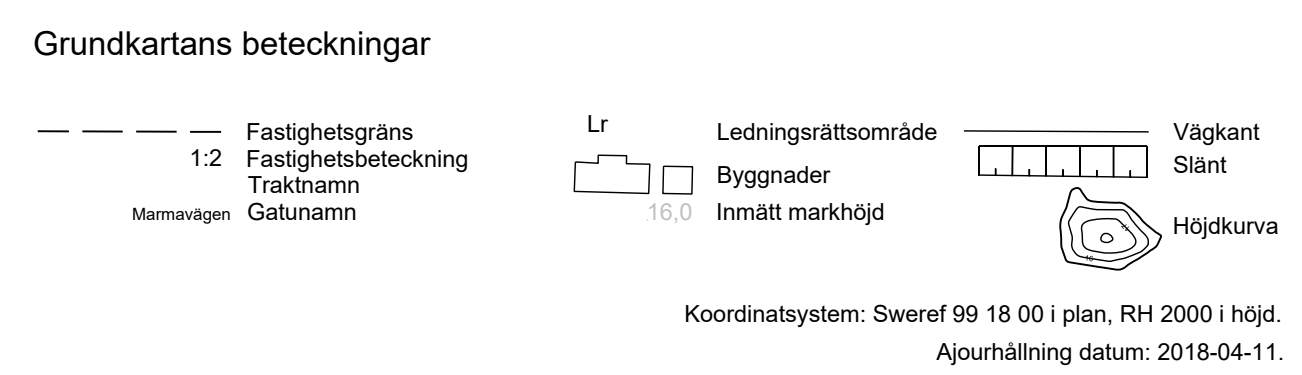 Grundkartans beteckningar
Fastighetsgräns
1:2 Fastighetsbeteckning
Traktnamn
Marmavägen Gatunamn
Lr Ledningsrättsområde
Byggnader
16,0 Inmätt markhöjd
Vägkant
Slänt
Höjdkurva
16
Koordinatsystem: Sweref 99 18 00 i plan, RH 2000 i höjd.
Ajourhållning datum: 2018-04-11.